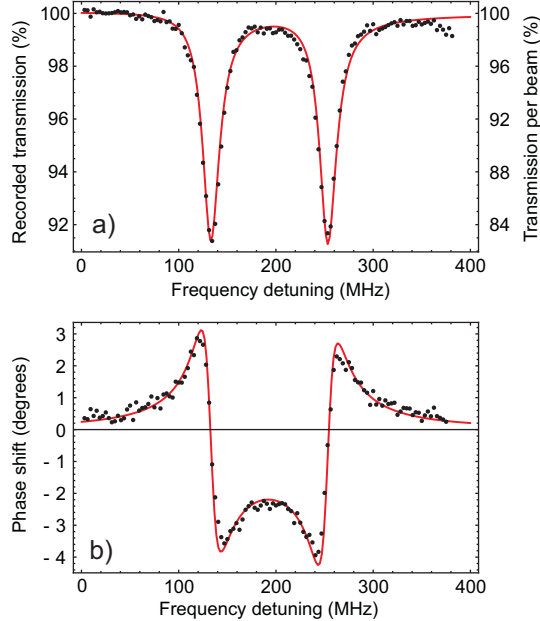 100
98
96
94
92
Recorded transmission (%)
100
96
92
88
84
Transmission per beam (%)
a)
0 100 200 300 400
Frequency detuning (MHz)
3
2
1
0
- 1
- 2
- 3
- 4
Phase shift (degrees)
b)
0 100 200 300 400
Frequency detuning (MHz)